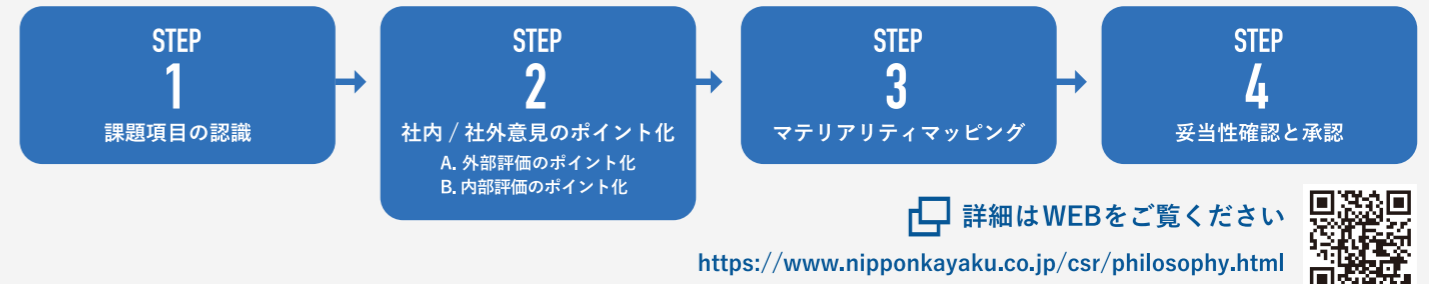 STEP
1
課題項目の認識
STEP
2
社内 / 社外意見のポイント化
A. 外部評価のポイント化
B. 内部評価のポイント化
STEP
3
マテリアリティマッピング
STEP
4
妥当性確認と承認
詳細はWEBをご覧ください
https://www.nipponkayaku.co.jp/csr/philosophy.html